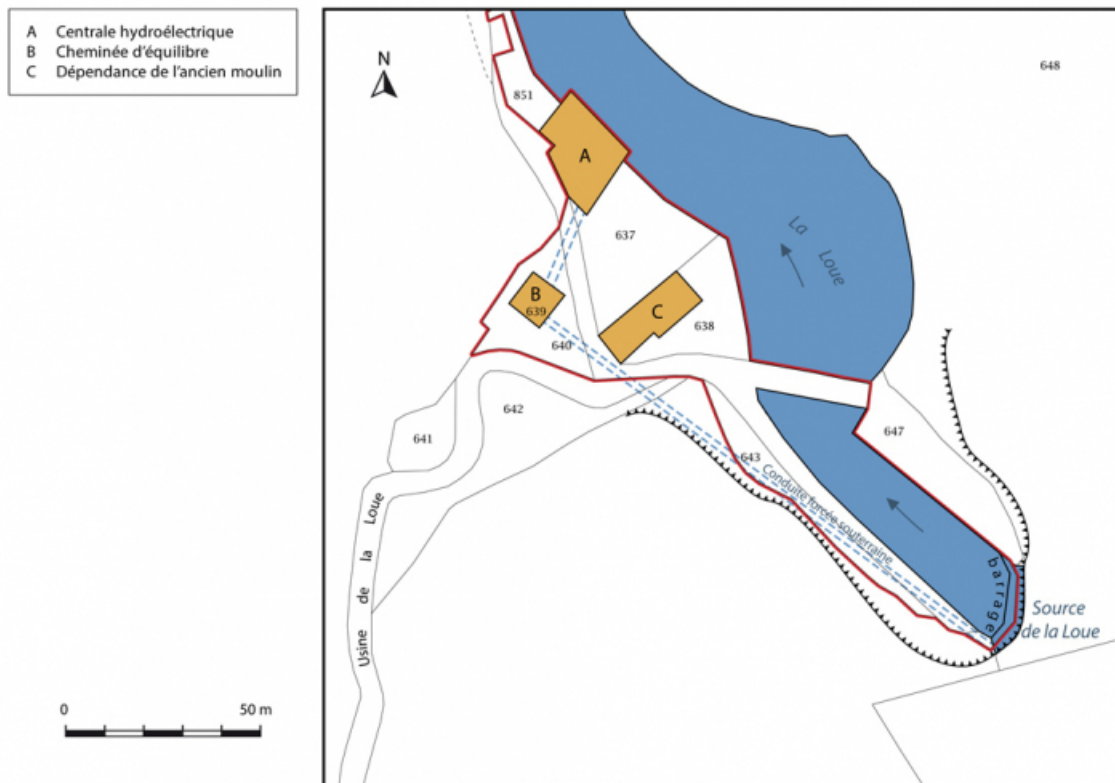 A Centrale hydroélectrique
B Cheminée d'équilibre
C Dépendance de l'ancien moulin
N
648
851
A
La Loue
637
B
639
C
638
640
642
641
647
643
Conduite forcée souterraine
barrage
Source
de la Loue
Usine de la Loue
0 50 m